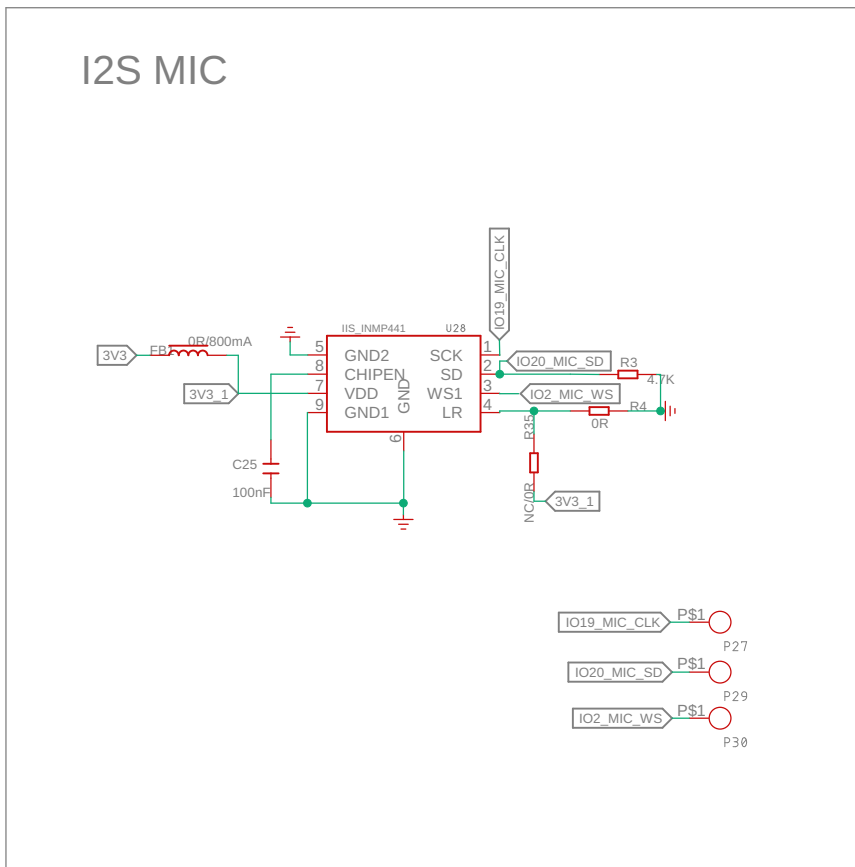 I2S MIC
IO19_MIC_CLK
IIS_INMP441
U28
3V3
FB1
0R/800mA
3V3_1
5
8
7
9
GND2
CHIPEN
VDD
GND1
GND
6
SCK
SD
WS1
LR
1
2
3
4
IO20_MIC_SD
IO2_MIC_WS
R3
4.7K
R4
0R
R35
NC/0R
3V3_1
C25
100nF
IO19_MIC_CLK
P$1
P27
IO20_MIC_SD
P$1
P29
IO2_MIC_WS
P$1
P30